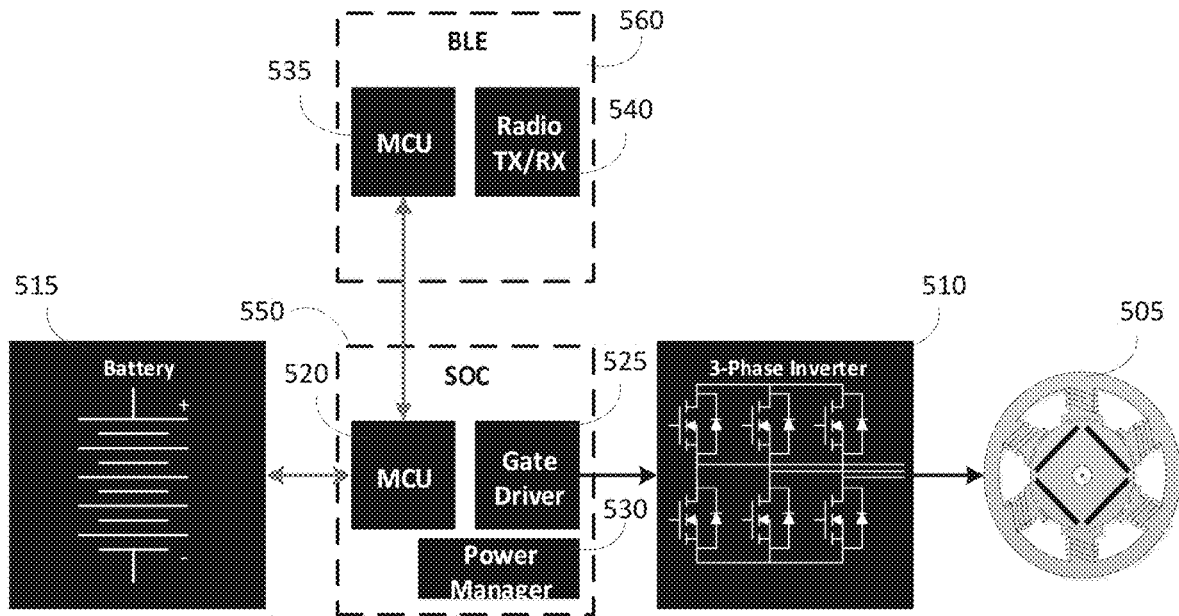 BLE
560
535
540
MCU
Radio
TX/RX
515
550
510
505
520
525
Battery
SOC
3-Phase Inverter
+
MCU
Gate
Driver
530
-
Power
Manager